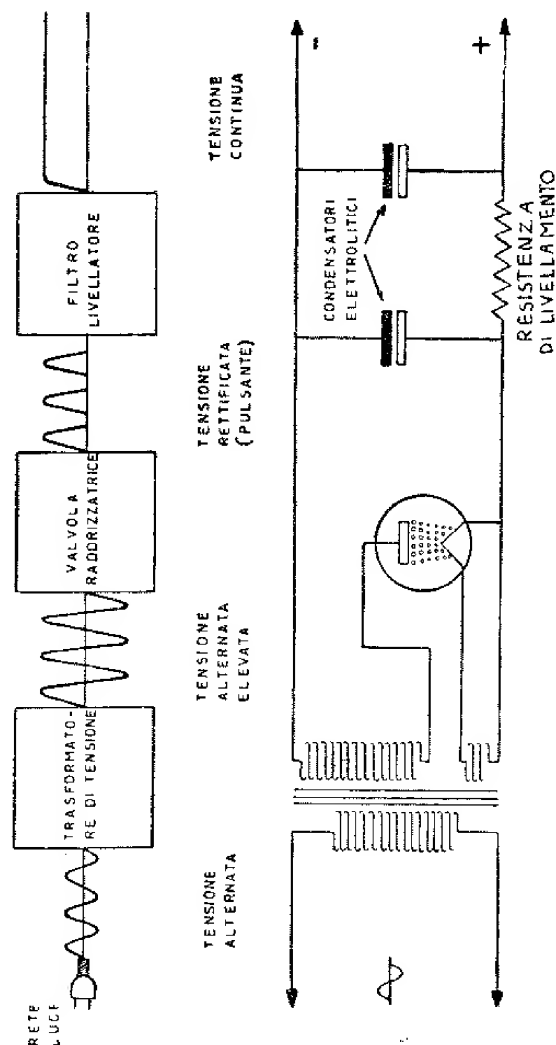 RETE
LUCE
TRASFORMATO-
RE DI TENSIONE
VALVOLA
RADDRIZZATRICE
FILTRO
LIVELLATORE
TENSIONE
ALTERNATA
TENSIONE
ALTERNATA
ELEVATA
TENSIONE
RETTIFICATA
(PULSANTE)
TENSIONE
CONTINUA
-
CONDENSATORI
ELETTROLITICI
+
RESISTENZA
DI LIVELLAMENTO